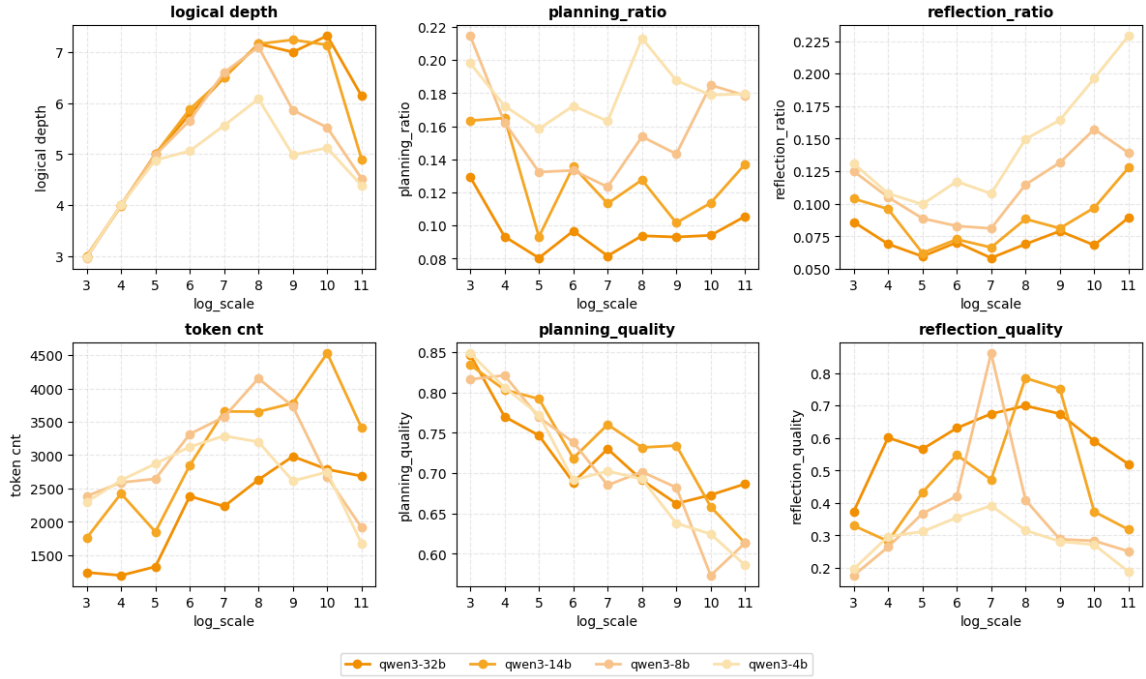 logical depth
logical depth
7
6
5
4
3
3 4 5 6 7 8 9 10 11
log_scale
planning_ratio
planning_ratio
0.22
0.20
0.18
0.16
0.14
0.12
0.10
0.08
3 4 5 6 7 8 9 10 11
log_scale
reflection_ratio
reflection_ratio
0.225
0.200
0.175
0.150
0.125
0.100
0.075
0.050
3 4 5 6 7 8 9 10 11
log_scale
token cnt
token cnt
4500
4000
3500
3000
2500
2000
1500
3 4 5 6 7 8 9 10 11
log_scale
planning_quality
planning_quality
0.85
0.80
0.75
0.70
0.65
0.60
3 4 5 6 7 8 9 10 11
log_scale
reflection_quality
reflection_quality
0.8
0.7
0.6
0.5
0.4
0.3
0.2
3 4 5 6 7 8 9 10 11
log_scale
qwen3-32b qwen3-14b qwen3-8b qwen3-4b